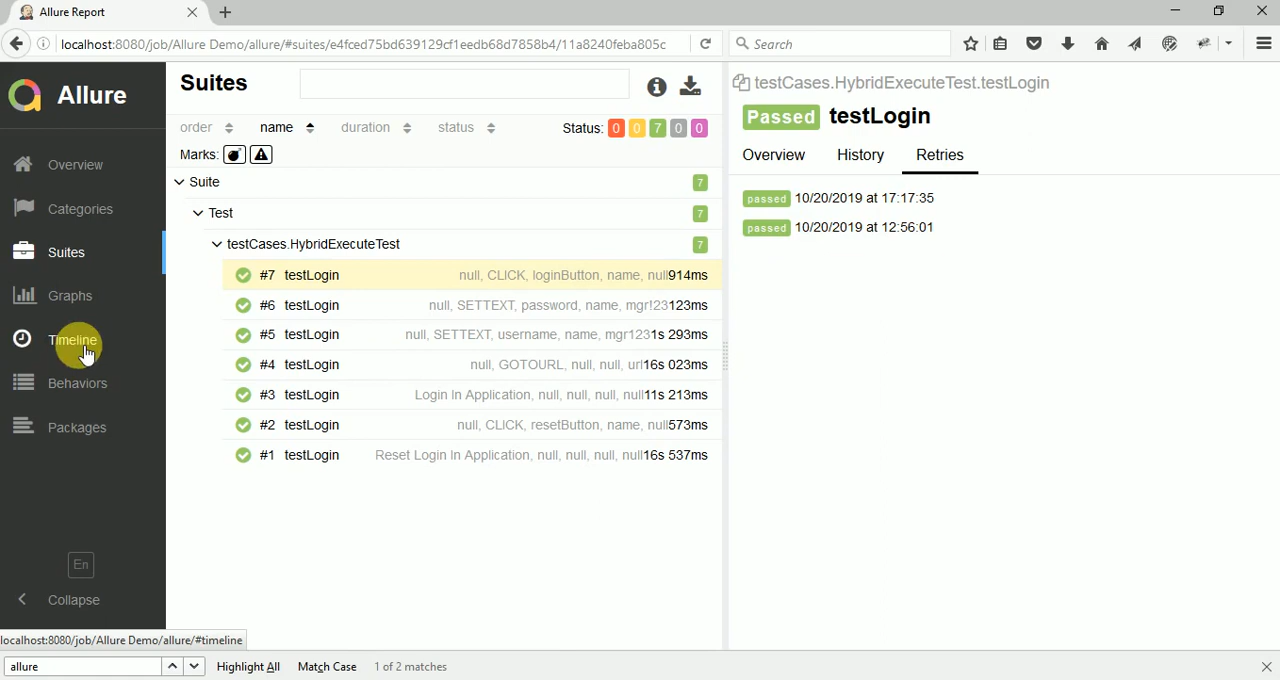 Allure Report
localhost:8080/job/Allure Demo/allure/#suites/e4fced75bd639129cf1eedb68d7858b4/11a8240feba805c
Search
Allure
Overview
Categories
Suites
Graphs
Timeline
Behaviors
Packages
En
Collapse
Suites
order name duration status Status: 0 0 7 0 0
Marks:
Suite 7
Test 7
testCases.HybridExecuteTest 7
#7 testLogin null, CLICK, loginButton, name, null 914ms
#6 testLogin null, SETTEXT, password, name, mgr!23 123ms
#5 testLogin null, SETTEXT, username, name, mgr123 1s 293ms
#4 testLogin null, GOTOURL, null, null, url 16s 023ms
#3 testLogin Login In Application, null, null, null, null 11s 213ms
#2 testLogin null, CLICK, resetButton, name, null 573ms
#1 testLogin Reset Login In Application, null, null, null, null 16s 537ms
testCases.HybridExecuteTest.testLogin
Passed testLogin
Overview History Retries
passed 10/20/2019 at 17:17:35
passed 10/20/2019 at 12:56:01
localhost:8080/job/Allure Demo/allure/#timeline
allure Highlight All Match Case 1 of 2 matches